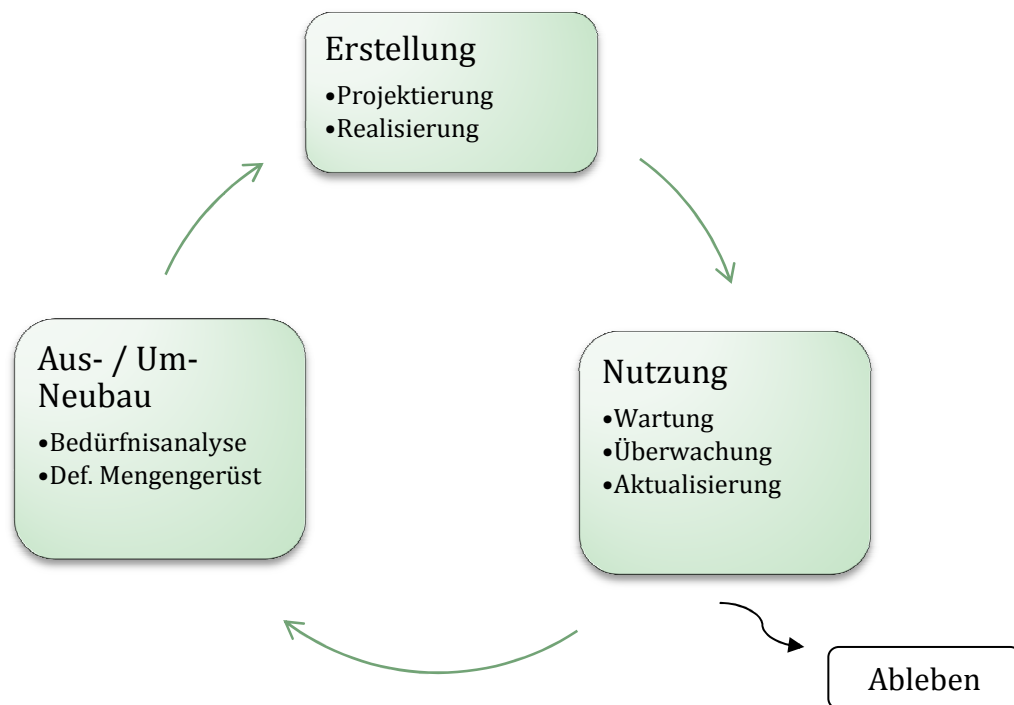 Erstellung
•Projektierung
•Realisierung
Aus- / Um-
Neubau
•Bedürfnisanalyse
•Def. Mengengerüst
Nutzung
•Wartung
•Überwachung
•Aktualisierung
Ableben